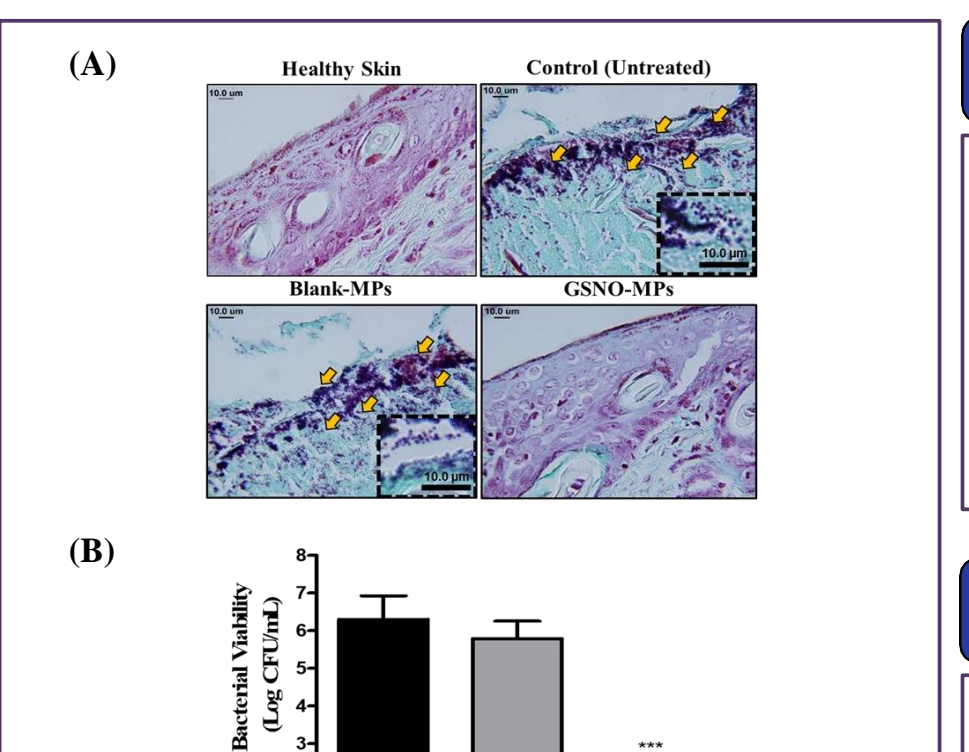 (A)
Healthy Skin
Control (Untreated)
10.0 um
10.0 um
10.0 µm
Blank-MPs
GSNO-MPs
10.0 um
10.0 um
10.0 µm
(B)
Bacterial Viability
(Log CFU/mL)
8
7
6
5
4
3
***